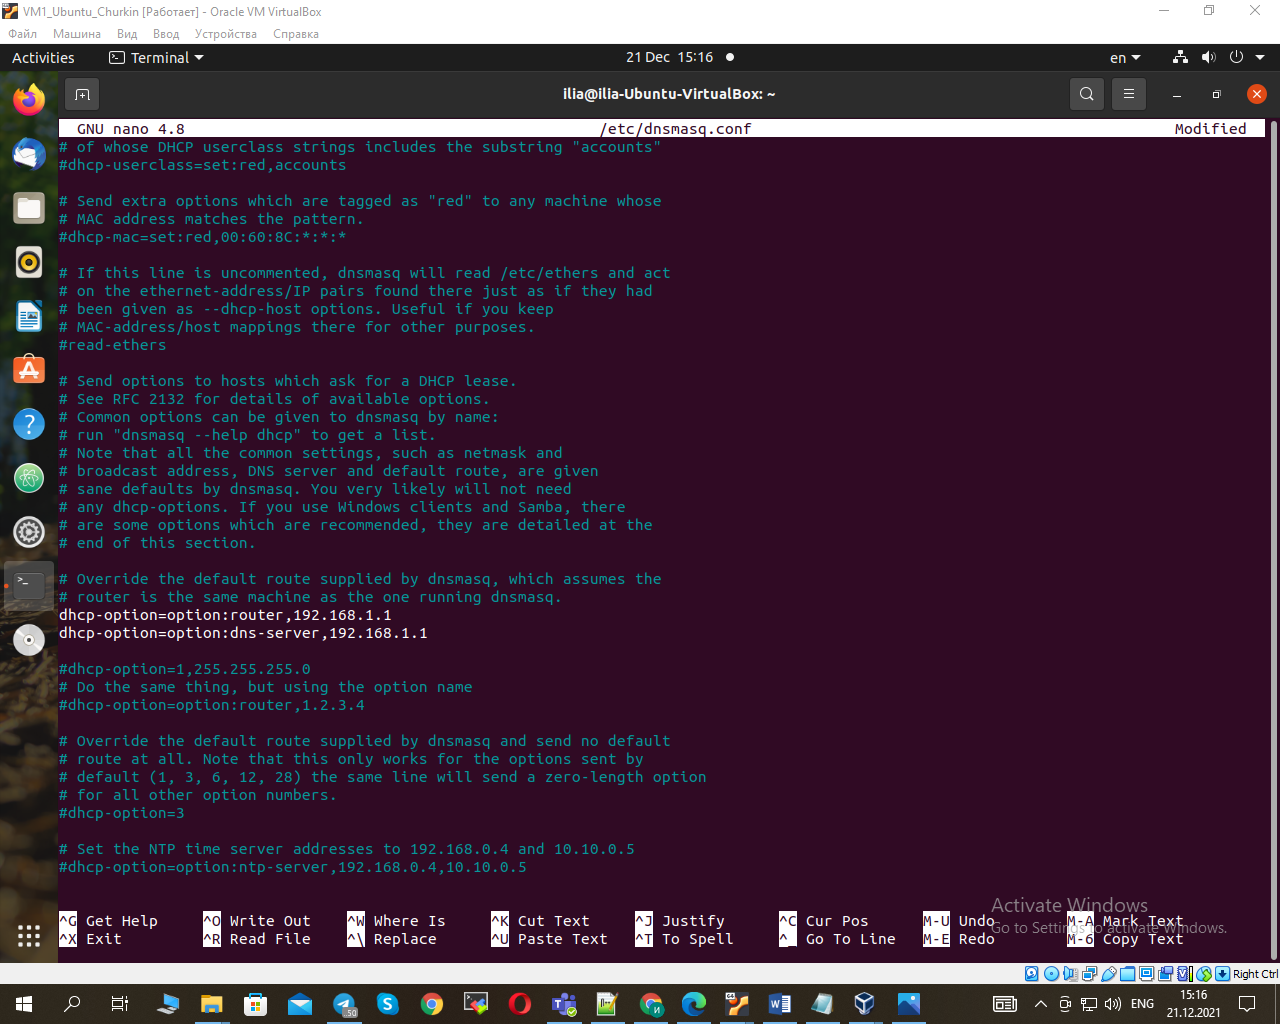 VM1_Ubuntu_Churkin [Работает] - Oracle VM VirtualBox
Файл Машина Вид Ввод Устройства Справка
Activities Terminal 21 Dec 15:16 en
ilia@ilia-Ubuntu-VirtualBox: ~
GNU nano 4.8 /etc/dnsmasq.conf Modified
# of whose DHCP userclass strings includes the substring "accounts"
#dhcp-userclass=set:red,accounts
# Send extra options which are tagged as "red" to any machine whose
# MAC address matches the pattern.
#dhcp-mac=set:red,00:60:8C:*:*:*
# If this line is uncommented, dnsmasq will read /etc/ethers and act
# on the ethernet-address/IP pairs found there just as if they had
# been given as --dhcp-host options. Useful if you keep
# MAC-address/host mappings there for other purposes.
#read-ethers
# Send options to hosts which ask for a DHCP lease.
# See RFC 2132 for details of available options.
# Common options can be given to dnsmasq by name:
# run "dnsmasq --help dhcp" to get a list.
# Note that all the common settings, such as netmask and
# broadcast address, DNS server and default route, are given
# sane defaults by dnsmasq. You very likely will not need
# any dhcp-options. If you use Windows clients and Samba, there
# are some options which are recommended, they are detailed at the
# end of this section.
# Override the default route supplied by dnsmasq, which assumes the
# router is the same machine as the one running dnsmasq.
dhcp-option=option:router,192.168.1.1
dhcp-option=option:dns-server,192.168.1.1
#dhcp-option=1,255.255.255.0
# Do the same thing, but using the option name
#dhcp-option=option:router,1.2.3.4
# Override the default route supplied by dnsmasq and send no default
# route at all. Note that this only works for the options sent by
# default (1, 3, 6, 12, 28) the same line will send a zero-length option
# for all other option numbers.
#dhcp-option=3
# Set the NTP time server addresses to 192.168.0.4 and 10.10.0.5
#dhcp-option=option:ntp-server,192.168.0.4,10.10.0.5
^G Get Help ^O Write Out ^W Where Is ^K Cut Text ^J Justify ^C Cur Pos M-U Undo M-A Mark Text
^X Exit ^R Read File ^\ Replace ^U Paste Text ^T To Spell ^_ Go To Line M-E Redo M-6 Copy Text
Activate Windows
Go to Settings to activate Windows.
Right Ctrl
.50
ENG
15:16
21.12.2021